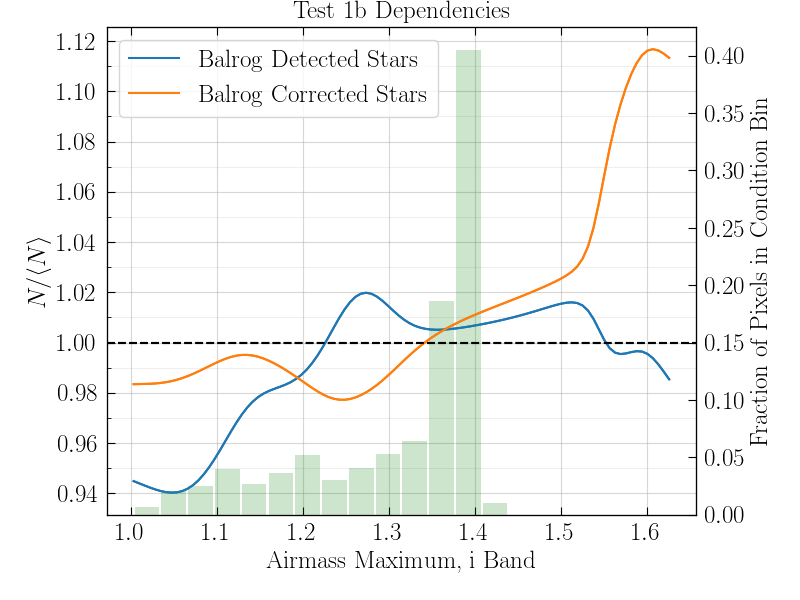 Test 1b Dependencies
Balrog Detected Stars
Balrog Corrected Stars
N/⟨N⟩
1.12
1.10
1.08
1.06
1.04
1.02
1.00
0.98
0.96
0.94
0.40
0.35
0.30
0.25
0.20
0.15
0.10
0.05
0.00
Fraction of Pixels in Condition Bin
1.0 1.1 1.2 1.3 1.4 1.5 1.6
Airmass Maximum, i Band